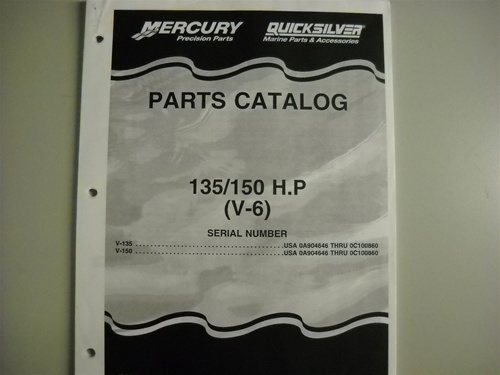 MERCURY QUICKSILVER
Precision Parts Marine Parts & Accessories
PARTS CATALOG
135/150 H.P
(V-6)
SERIAL NUMBER
V-135 ........................................ USA 0A904646 THRU 0C100860
V-150 ........................................ USA 0A904646 THRU 0C100860